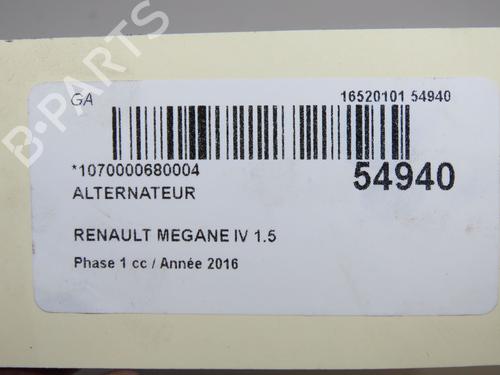 GA
16520101 54940
*1070000680004
54940
ALTERNATEUR
RENAULT MEGANE IV 1.5
Phase 1 cc / Année 2016
B-PARTS